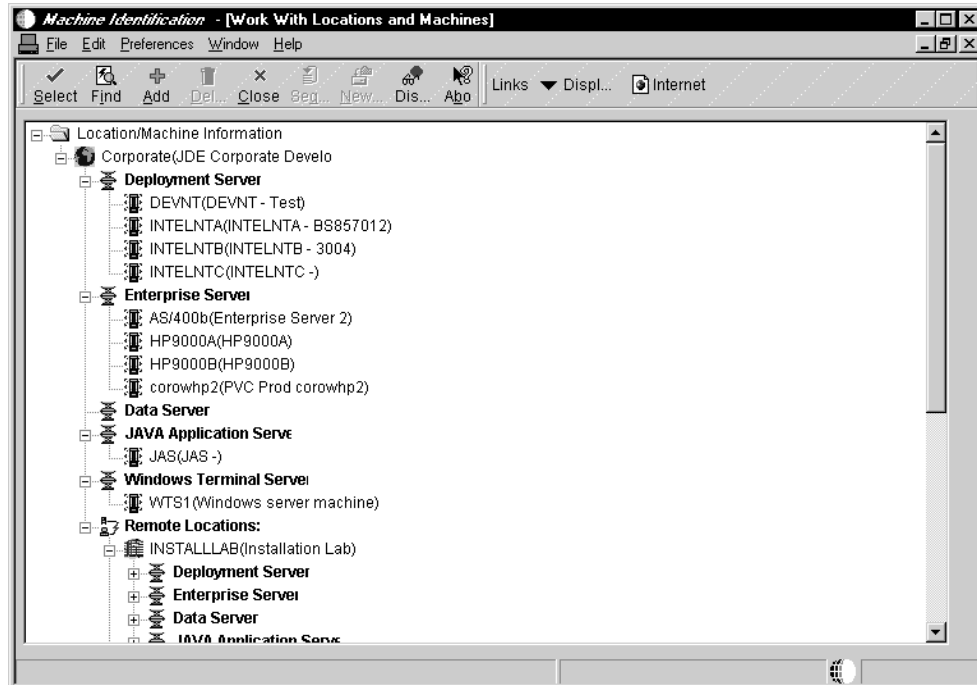 Machine Identification - [Work With Locations and Machines]
File Edit Preferences Window Help
Select Find Add Del... Close Seq... New... Dis... Abo Links Displ... Internet
Location/Machine Information
Corporate(JDE Corporate Develo
Deployment Server
DEVNT(DEVNT - Test)
INTELNTA(INTELNTA - BS857012)
INTELNTB(INTELNTB - 3004)
INTELNTC(INTELNTC -)
Enterprise Server
AS/400b(Enterprise Server 2)
HP9000A(HP9000A)
HP9000B(HP9000B)
corowhp2(PVC Prod corowhp2)
Data Server
JAVA Application Serve
JAS(JAS -)
Windows Terminal Server
WTS1(Windows server machine)
Remote Locations:
INSTALLLAB(Installation Lab)
Deployment Server
Enterprise Server
Data Server
JAVA Application Serve